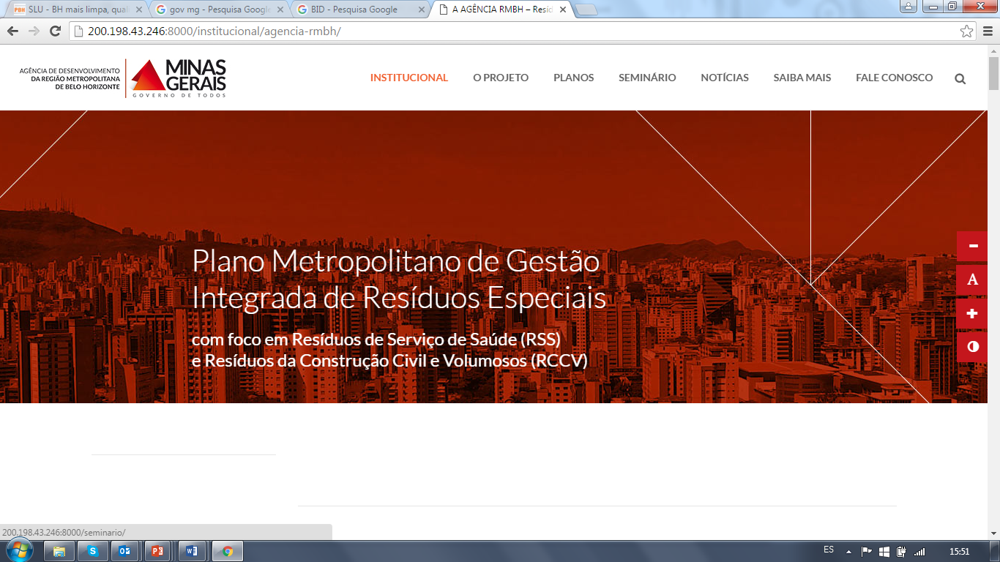 SLU - BH mais limpa, qual
gov mg - Pesquisa Google
BID - Pesquisa Google
A AGÊNCIA RMBH – Resíd
200.198.43.246:8000/institucional/agencia-rmbh/
AGÊNCIA DE DESENVOLVIMENTO
DA REGIÃO METROPOLITANA
DE BELO HORIZONTE
MINAS
GERAIS
GOVERNO DE TODOS
INSTITUCIONAL
O PROJETO
PLANOS
SEMINÁRIO
NOTÍCIAS
SAIBA MAIS
FALE CONOSCO
Plano Metropolitano de Gestão
Integrada de Resíduos Especiais
com foco em Resíduos de Serviço de Saúde (RSS)
e Resíduos da Construção Civil e Volumosos (RCCV)
A
200.198.43.246:8000/seminario/
ES
15:51